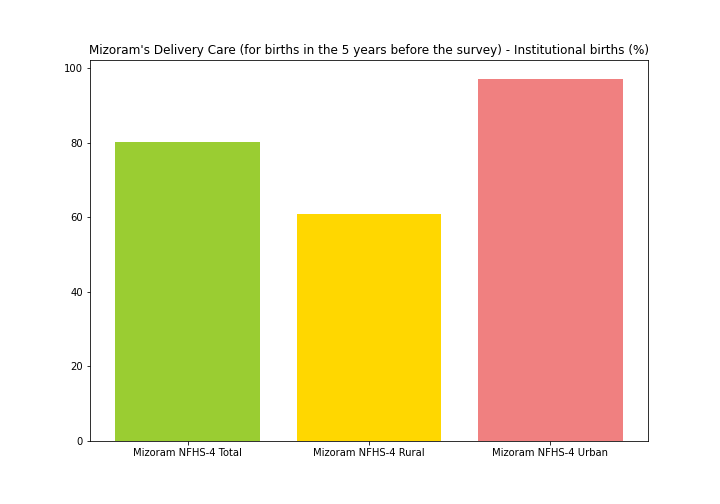 Mizoram's Delivery Care (for births in the 5 years before the survey) - Institutional births (%)
100
80
60
40
20
0
Mizoram NFHS-4 Total
Mizoram NFHS-4 Rural
Mizoram NFHS-4 Urban